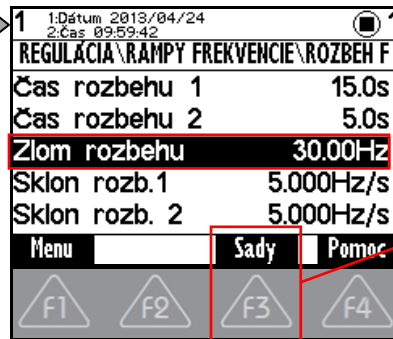 1 1:Dátum 2013/04/24
2:Čas 09:59:42
REGULÁCIA\RAMPY FREKVENCIE\ROZBEH F
Čas rozbehu 1 15.0s
Čas rozbehu 2 5.0s
Zlom rozbehu 30.00Hz
Sklon rozb.1 5.000Hz/s
Sklon rozb. 2 5.000Hz/s
Menu Sady Pomoc
F1 F2 F3 F4